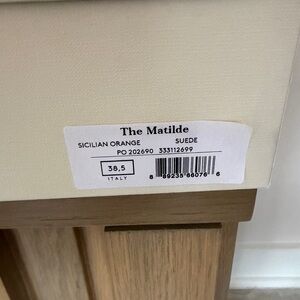 The Matilde
SICILIAN ORANGE SUEDE
PO 202690 333112699
38,5
ITALY
8 99235 66076 6